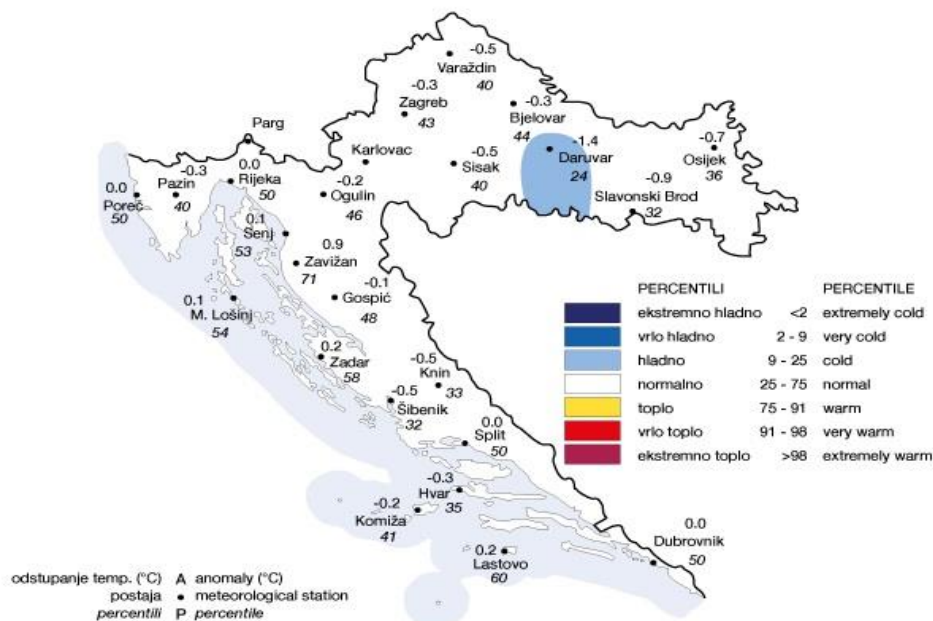 -0.5
Varaždin
40
-0.3
Zagreb
43
-0.3
Bjelovar
44
Parg
Karlovac
-0.5
Sisak
40
-1.4
Daruvar
24
-0.7
Osijek
36
-0.9
Slavonski Brod
32
0.0
Poreč
50
-0.3
Pazin
40
0.0
Rijeka
50
-0.2
Ogulin
46
0.1
Senj
53
0.9
Zavižan
71
-0.1
Gospić
48
0.1
M. Lošinj
54
0.2
Zadar
58
-0.5
Knin
33
-0.5
Šibenik
32
0.0
Split
50
-0.3
Hvar
35
-0.2
Komiža
41
0.2
Lastovo
60
0.0
Dubrovnik
50
PERCENTILI PERCENTILE
ekstremno hladno <2 extremely cold
vrlo hladno 2 - 9 very cold
hladno 9 - 25 cold
normalno 25 - 75 normal
toplo 75 - 91 warm
vrlo toplo 91 - 98 very warm
ekstremno toplo >98 extremely warm
odstupanje temp. (°C) A anomaly (°C)
postaja • meteorological station
percentili P percentile